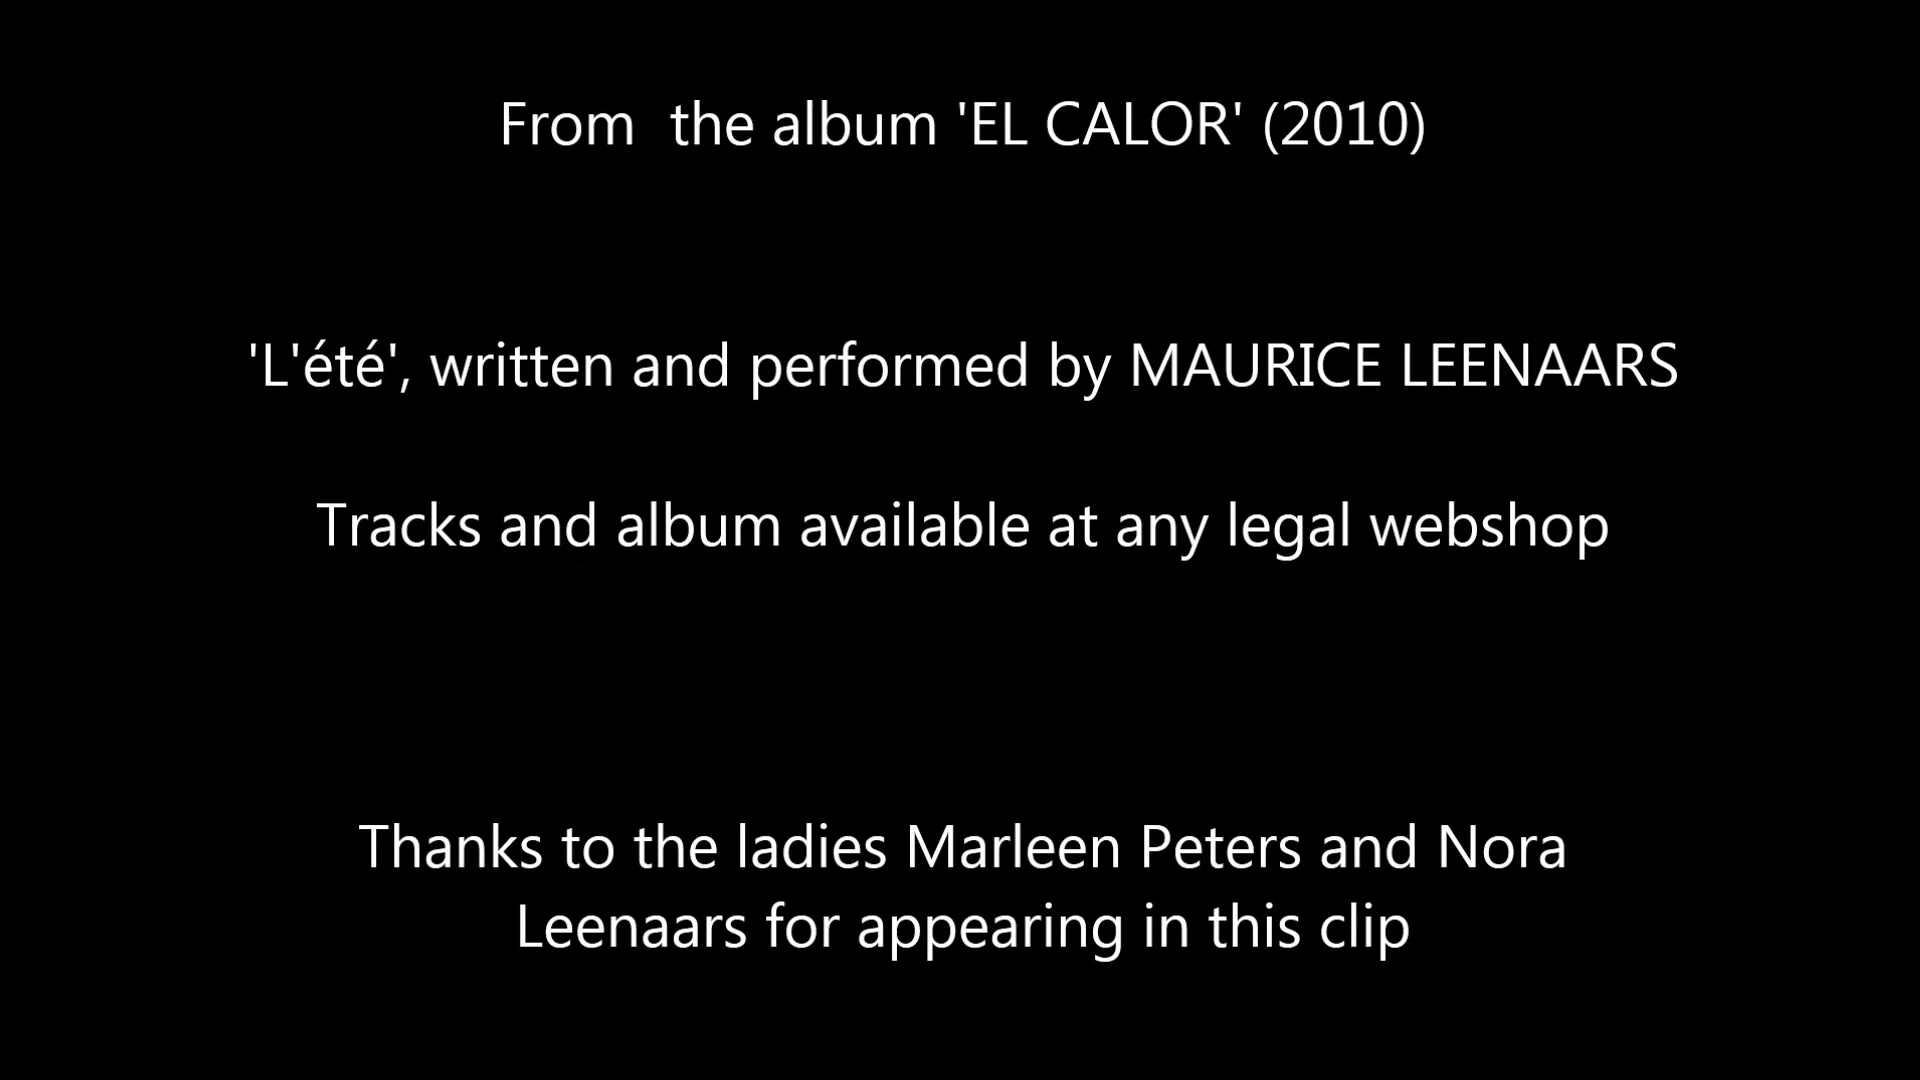 From  the album 'EL CALOR' (2010)
'L'été', written and performed by MAURICE LEENAARS
Tracks and album available at any legal webshop
Thanks to the ladies Marleen Peters and Nora
Leenaars for appearing in this clip